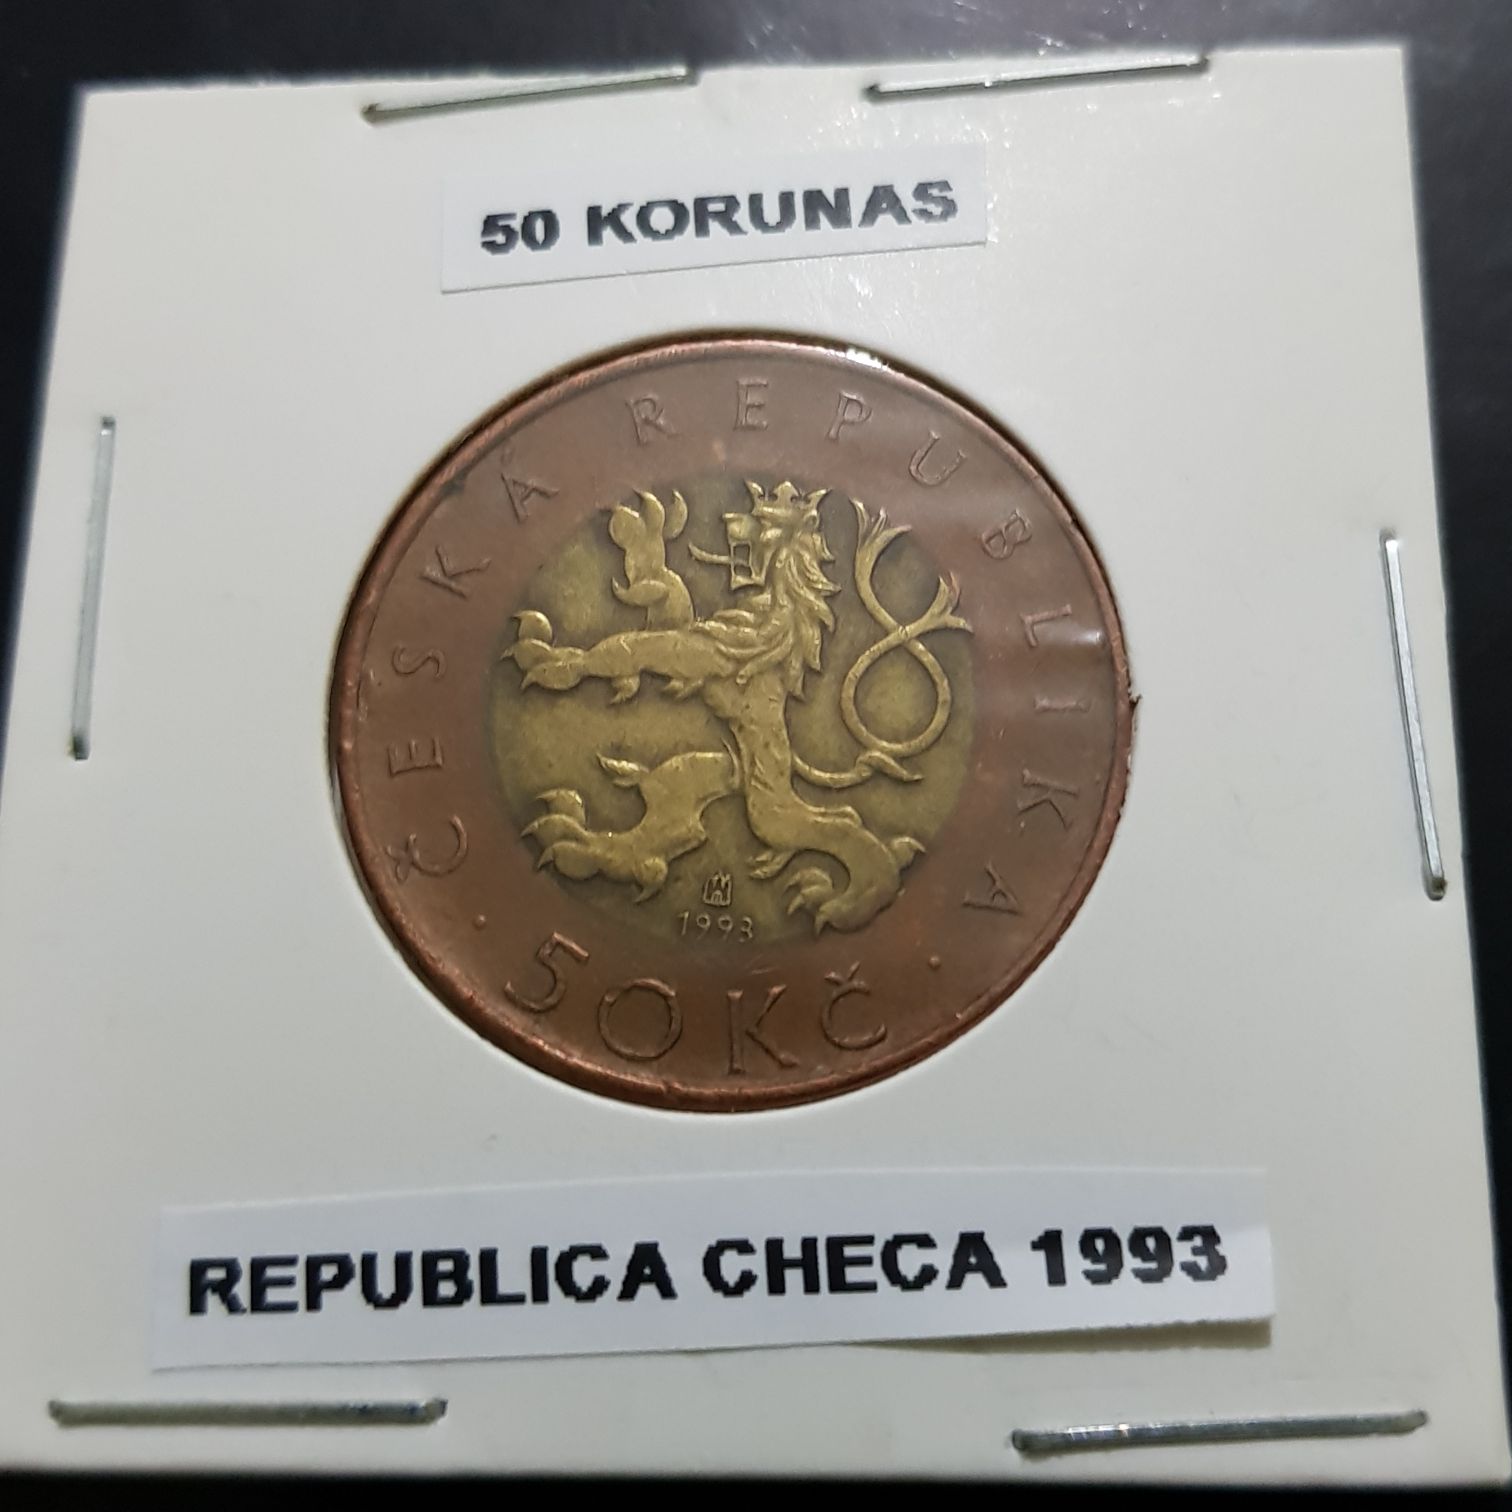 50 KORUNAS
ČESKÁ REPUBLIKA
1993
· 50 Kč ·
REPUBLICA CHECA 1993